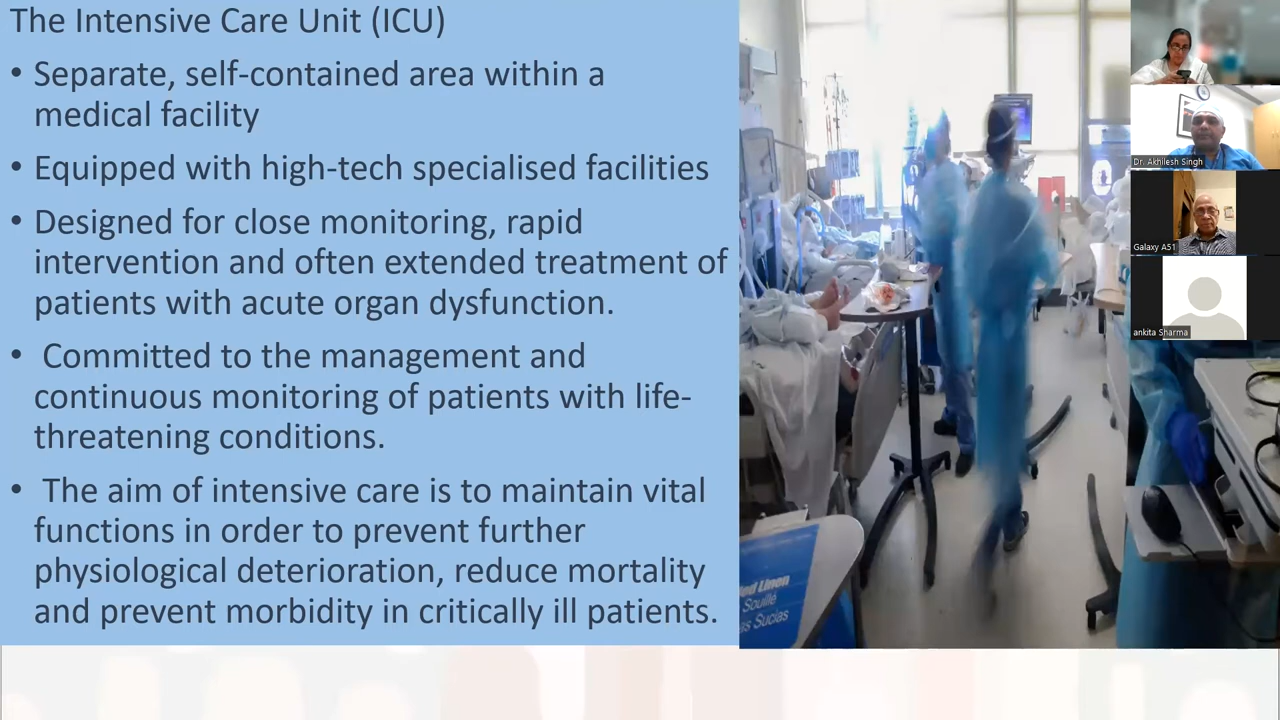 The Intensive Care Unit (ICU)
• Separate, self-contained area within a
medical facility
• Equipped with high-tech specialised facilities
• Designed for close monitoring, rapid
intervention and often extended treatment of
patients with acute organ dysfunction.
• Committed to the management and
continuous monitoring of patients with life-
threatening conditions.
• The aim of intensive care is to maintain vital
functions in order to prevent further
physiological deterioration, reduce mortality
and prevent morbidity in critically ill patients.
Linen
Souillé
Sucias
Dr. Akhilesh Singh
Galaxy A51
ankita Sharma